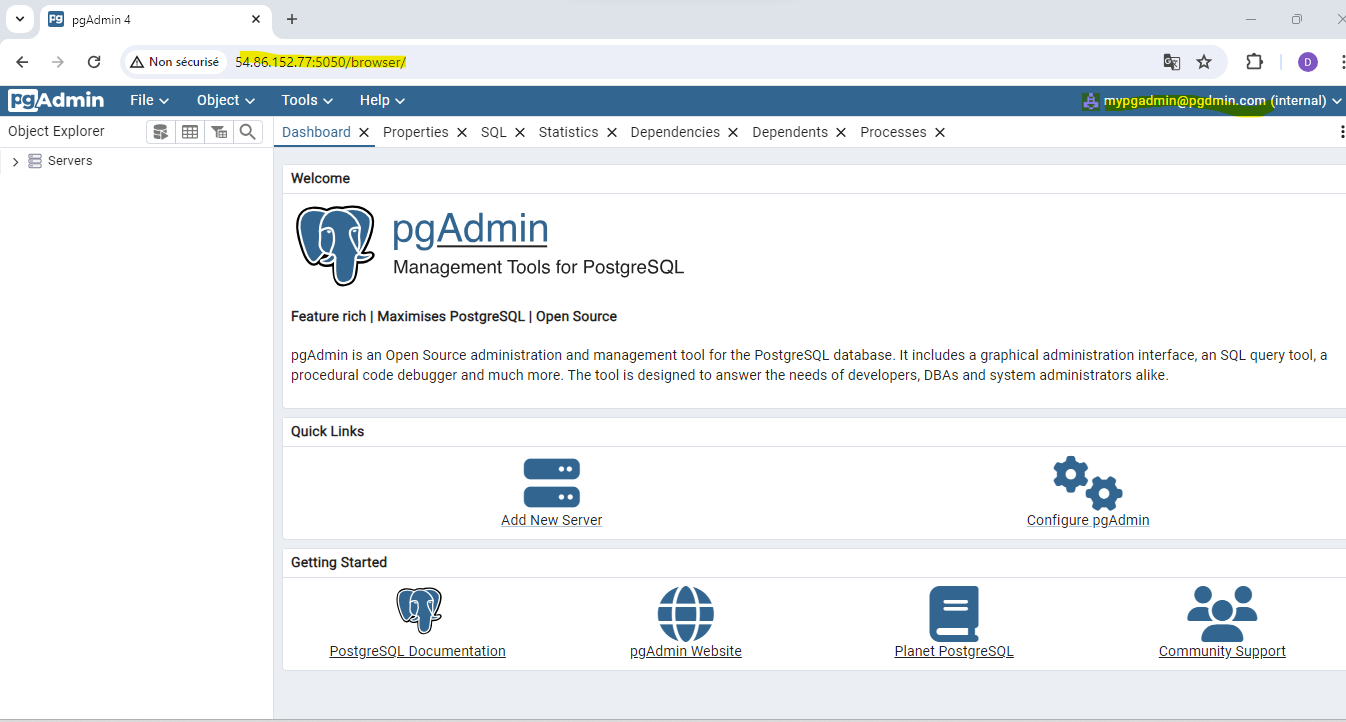 pgAdmin 4
Non sécurisé 54.86.152.77:5050/browser/ D
pgAdmin File Object Tools Help mypgadmin@pgdmin.com (internal)
Object Explorer Dashboard Properties SQL Statistics Dependencies Dependents Processes
Servers
Welcome
pgAdmin
Management Tools for PostgreSQL
Feature rich | Maximises PostgreSQL | Open Source
pgAdmin is an Open Source administration and management tool for the PostgreSQL database. It includes a graphical administration interface, an SQL query tool, a
procedural code debugger and much more. The tool is designed to answer the needs of developers, DBAs and system administrators alike.
Quick Links
Add New Server Configure pgAdmin
Getting Started
PostgreSQL Documentation pgAdmin Website Planet PostgreSQL Community Support